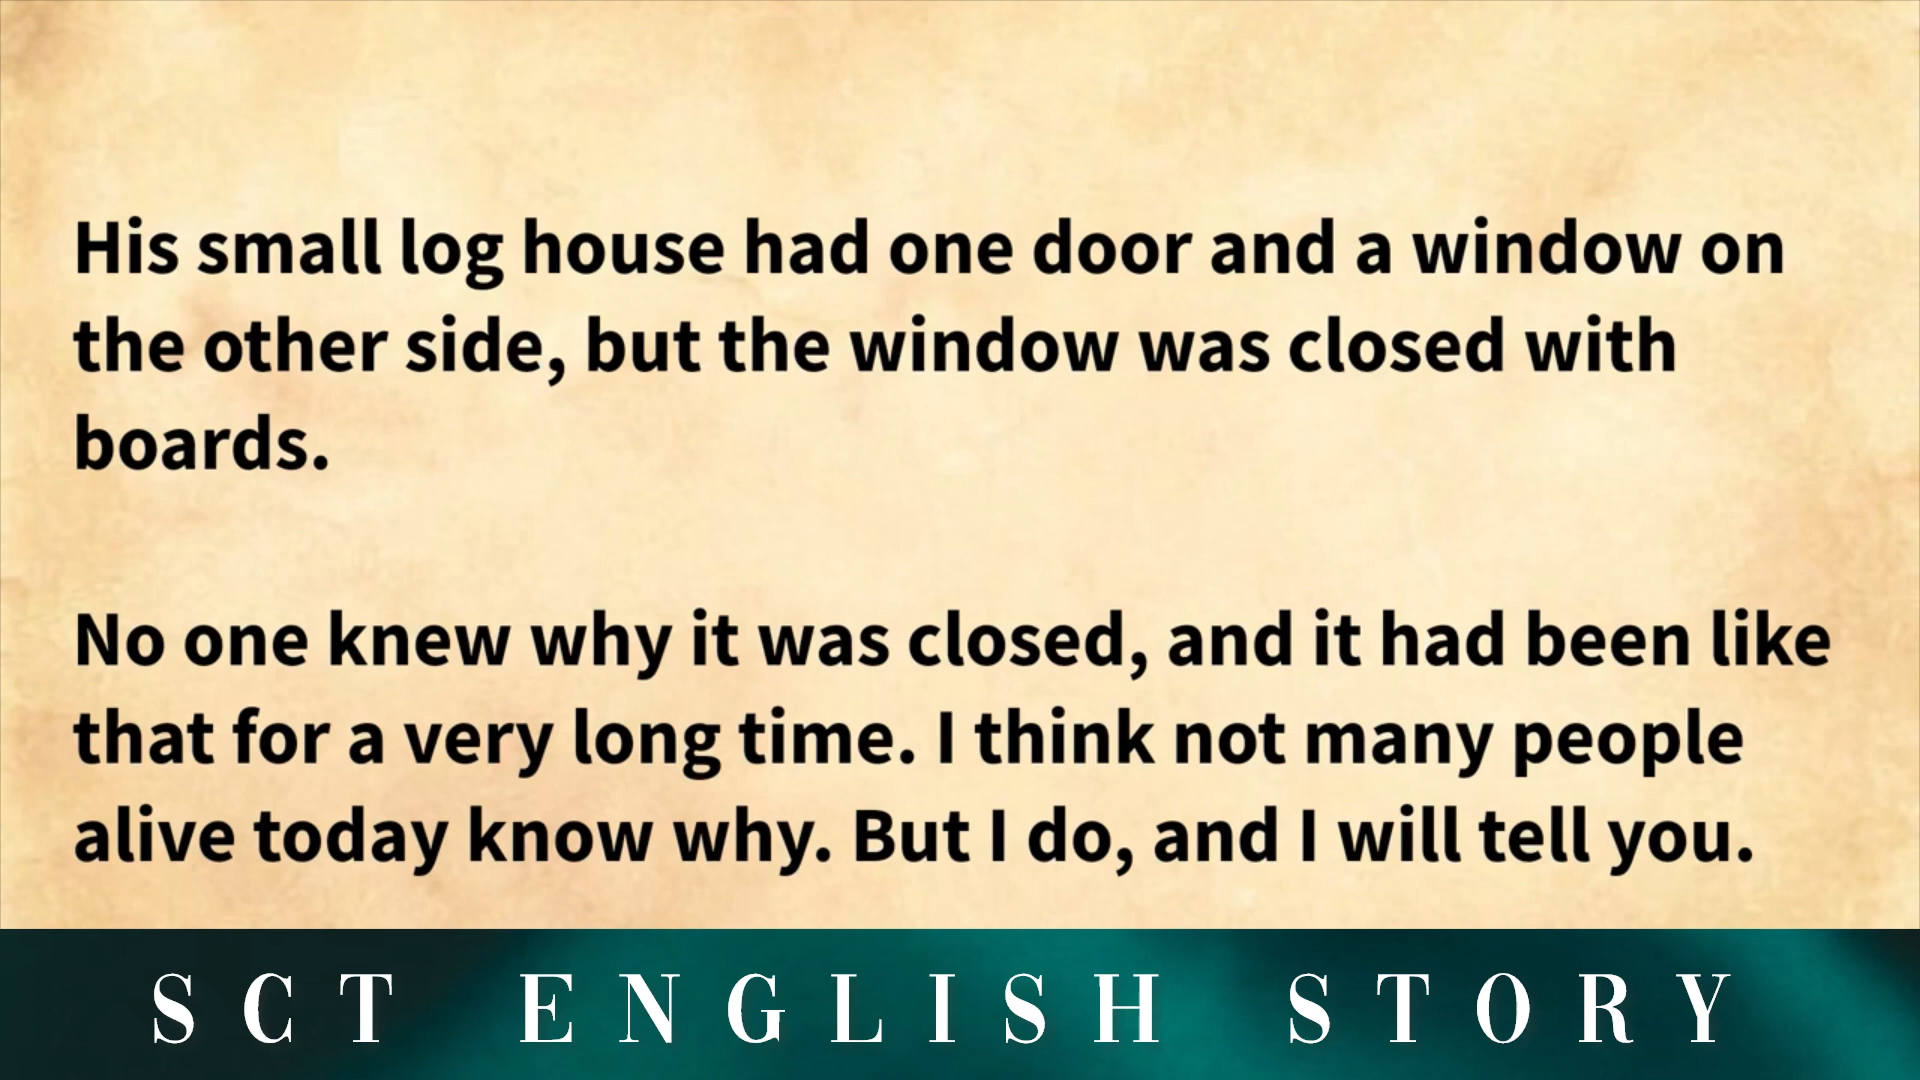 His small log house had one door and a window on
the other side, but the window was closed with
boards.
No one knew why it was closed, and it had been like
that for a very long time. I think not many people
alive today know why. But I do, and I will tell you.
SCT ENGLISH STORY